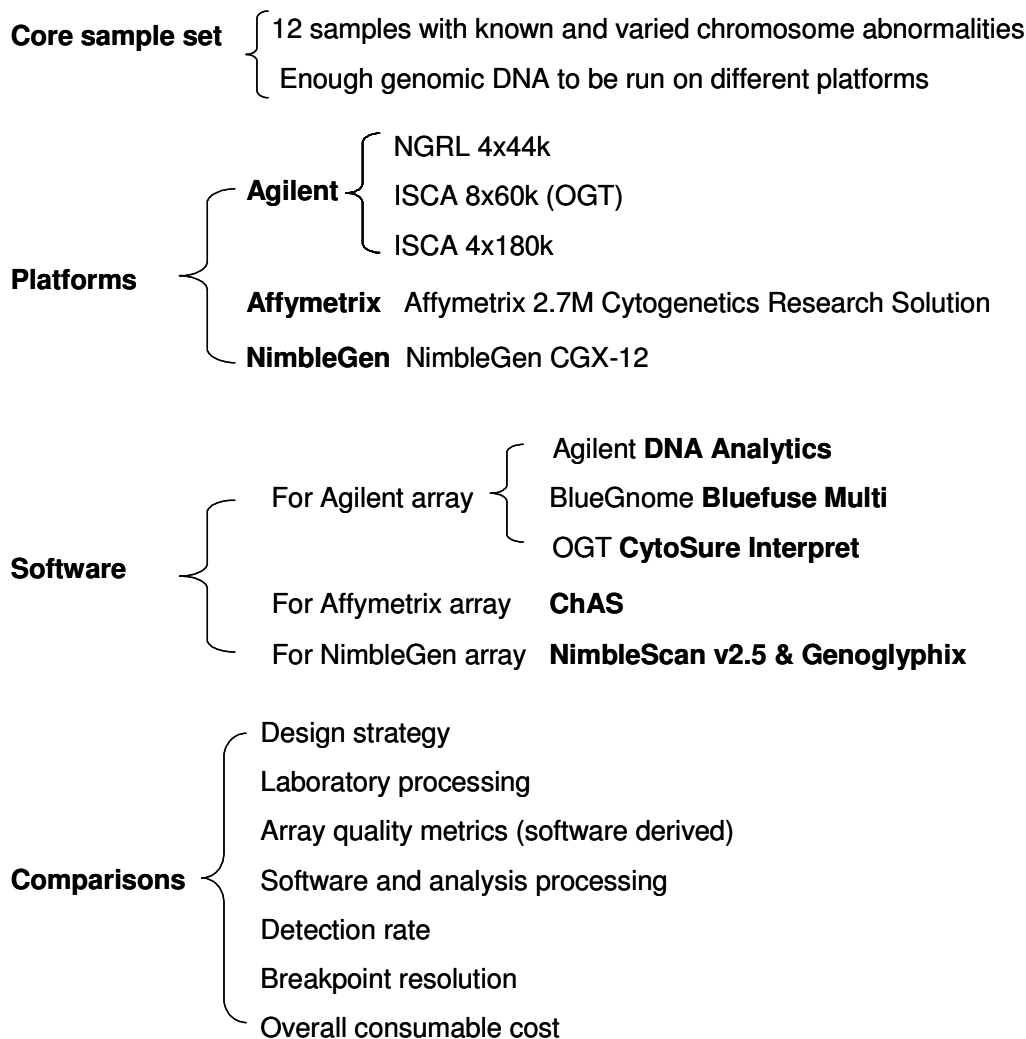 Core sample set
12 samples with known and varied chromosome abnormalities
Enough genomic DNA to be run on different platforms
Platforms
Agilent
NGRL 4x44k
ISCA 8x60k (OGT)
ISCA 4x180k
Affymetrix Affymetrix 2.7M Cytogenetics Research Solution
NimbleGen NimbleGen CGX-12
Software
For Agilent array
Agilent DNA Analytics
BlueGnome Bluefuse Multi
OGT CytoSure Interpret
For Affymetrix array ChAS
For NimbleGen array NimbleScan v2.5 & Genoglyphix
Comparisons
Design strategy
Laboratory processing
Array quality metrics (software derived)
Software and analysis processing
Detection rate
Breakpoint resolution
Overall consumable cost